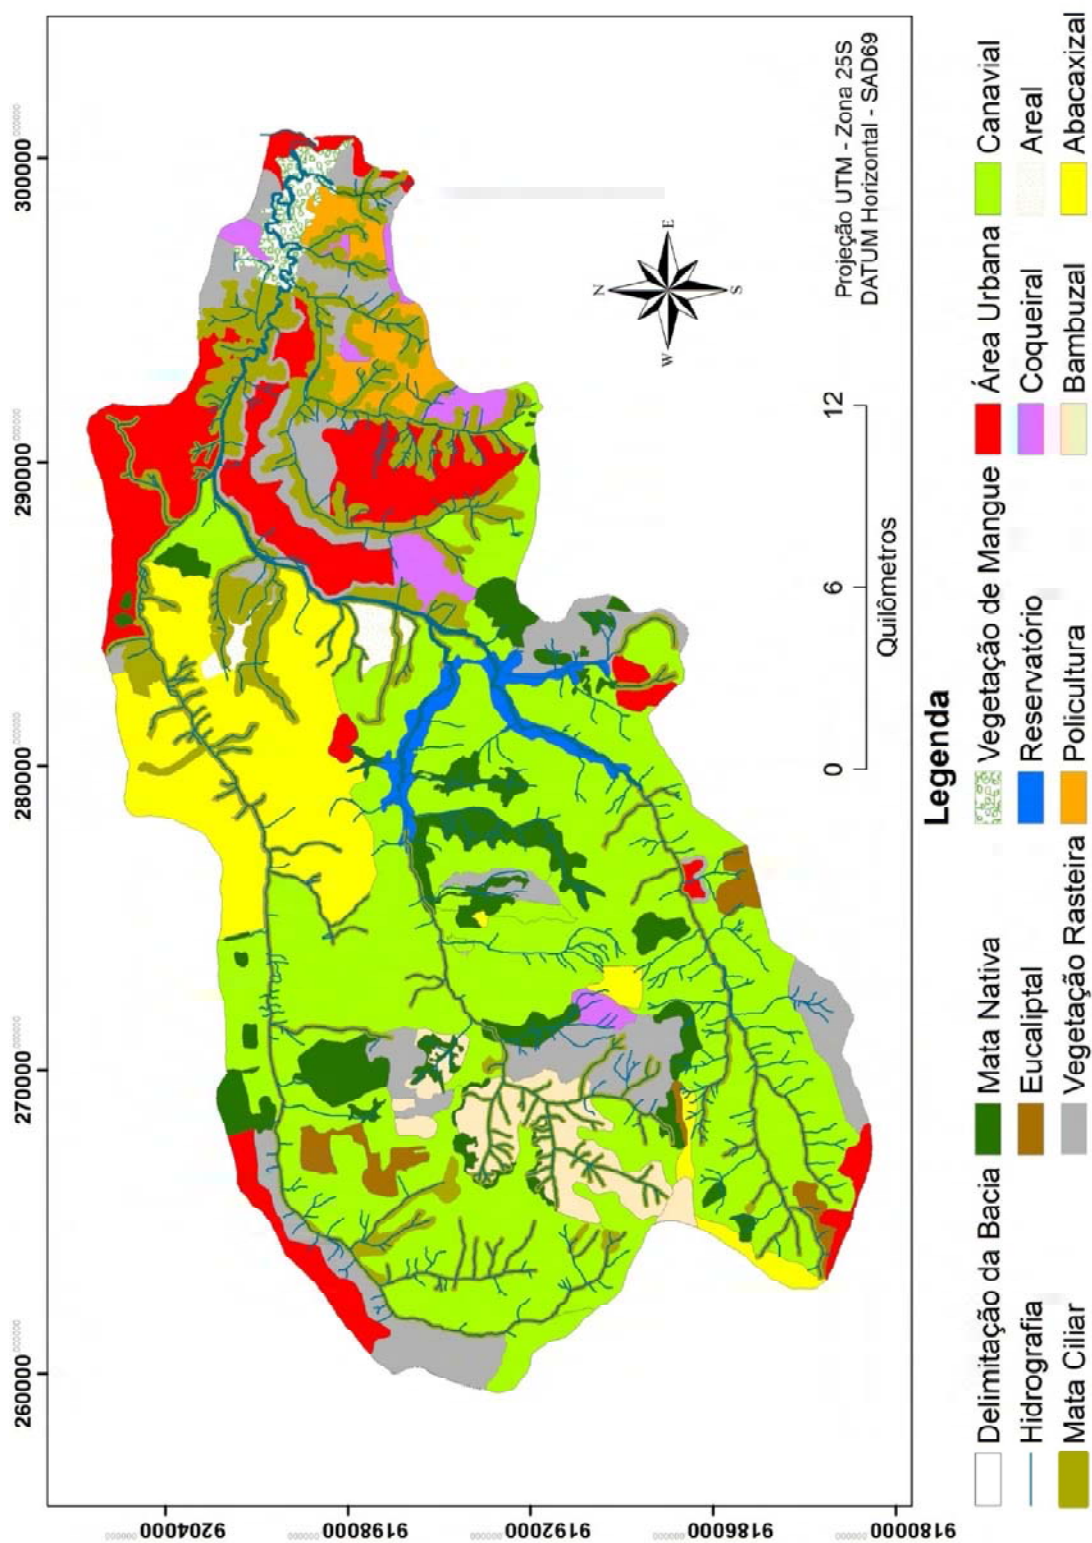 260000
270000
280000
290000
300000
9204000
9198000
9192000
9186000
9180000
N
E
S
W
Projeção UTM - Zona 25S
DATUM Horizontal - SAD69
0
6
12
Quilômetros
Legenda
Delimitação da Bacia
Mata Nativa
Vegetação de Mangue
Área Urbana
Canavial
Hidrografia
Eucaliptal
Reservatório
Coqueiral
Areal
Mata Ciliar
Vegetação Rasteira
Policultura
Bambuzal
Abacaxizal